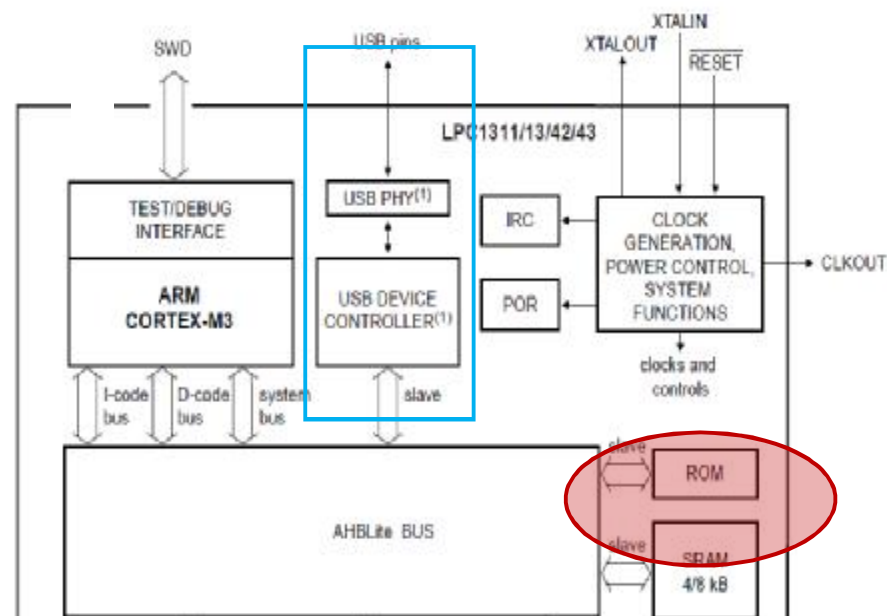 SWD
USB pins
XTALIN
XTALOUT
RESET
LPC1311/13/42/43
TEST/DEBUG
INTERFACE
ARM
CORTEX-M3
USB PHY(1)
USB DEVICE
CONTROLLER(1)
IRC
POR
CLOCK
GENERATION,
POWER CONTROL,
SYSTEM
FUNCTIONS
CLKOUT
clocks and
controls
I-code
bus
D-code
bus
system
bus
slave
slave
ROM
AHBLite BUS
slave
SRAM
4/8 kB